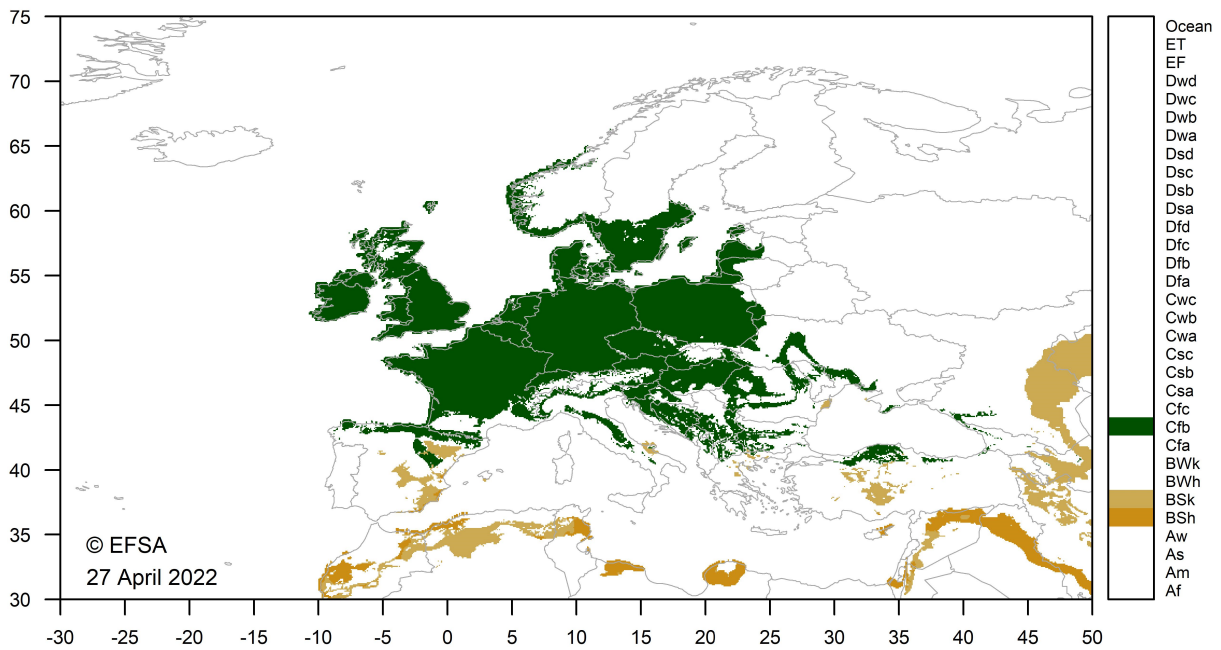 75
70
65
60
55
50
45
40
35
30
© EFSA
27 April 2022
-30 -25 -20 -15 -10 -5 0 5 10 15 20 25 30 35 40 45 50
Ocean
ET
EF
Dwd
Dwc
Dwb
Dwa
Dsd
Dsc
Dsb
Dsa
Dfd
Dfc
Dfb
Dfa
Cwc
Cwb
Cwa
Csc
Csb
Csa
Cfc
Cfb
Cfa
BWk
BWh
BSk
BSh
Aw
As
Am
Af